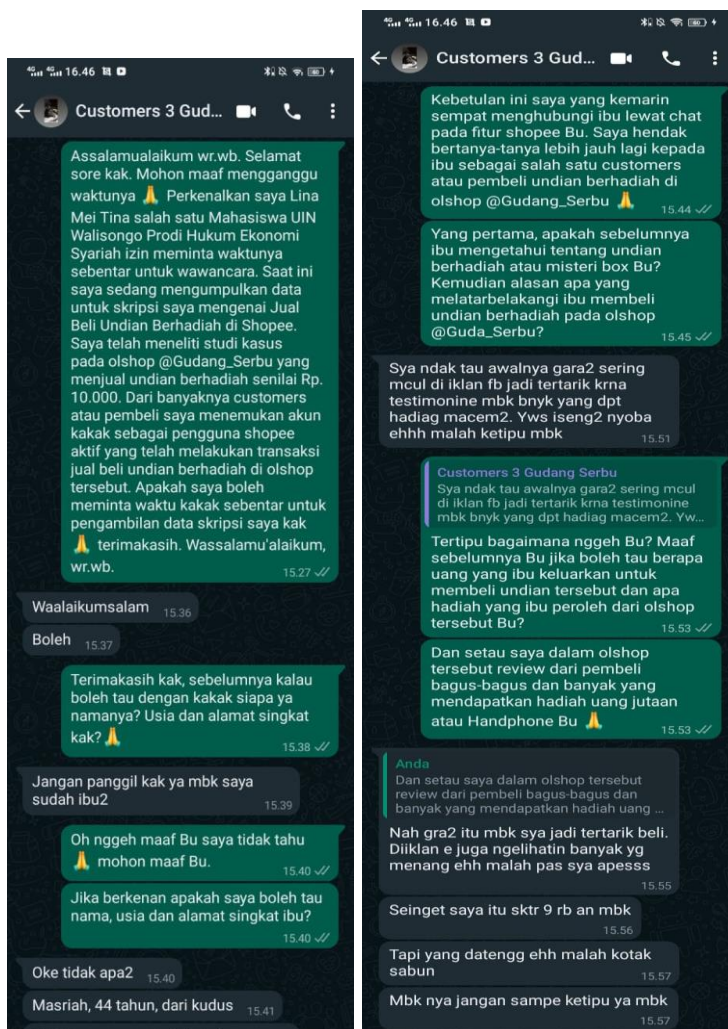 16.46
Customers 3 Gud...
Assalamualaikum wr.wb. Selamat
sore kak. Mohon maaf mengganggu
waktunya 🙏 Perkenalkan saya Lina
Mei Tina salah satu Mahasiswa UIN
Walisongo Prodi Hukum Ekonomi
Syariah izin meminta waktunya
sebentar untuk wawancara. Saat ini
saya sedang mengumpulkan data
untuk skripsi saya mengenai Jual
Beli Undian Berhadiah di Shopee.
Saya telah meneliti studi kasus
pada olshop @Gudang_Serbu yang
menjual undian berhadiah senilai Rp.
10.000. Dari banyaknya customers
atau pembeli saya menemukan akun
kakak sebagai pengguna shopee
aktif yang telah melakukan transaksi
jual beli undian berhadiah di olshop
tersebut. Apakah saya boleh
meminta waktu kakak sebentar untuk
pengambilan data skripsi saya kak
🙏 terimakasih. Wassalamu'alaikum,
wr.wb.
15.27
Waalaikumsalam 15.36
Boleh 15.37
Terimakasih kak, sebelumnya kalau
boleh tau dengan kakak siapa ya
namanya? Usia dan alamat singkat
kak? 🙏
15.38
Jangan panggil kak ya mbk saya
sudah ibu2
15.39
Oh nggeh maaf Bu saya tidak tahu
🙏 mohon maaf Bu.
15.40
Jika berkenan apakah saya boleh tau
nama, usia dan alamat singkat ibu?
15.40
Oke tidak apa2 15.40
Masriah, 44 tahun, dari kudus 15.41
16.46
Customers 3 Gud...
Kebetulan ini saya yang kemarin
sempat menghubungi ibu lewat chat
pada fitur shopee Bu. Saya hendak
bertanya-tanya lebih jauh lagi kepada
ibu sebagai salah satu customers
atau pembeli undian berhadiah di
olshop @Gudang_Serbu 🙏
15.44
Yang pertama, apakah sebelumnya
ibu mengetahui tentang undian
berhadiah atau misteri box Bu?
Kemudian alasan apa yang
melatarbelakangi ibu membeli
undian berhadiah pada olshop
@Guda_Serbu?
15.45
Sya ndak tau awalnya gara2 sering
mcul di iklan fb jadi tertarik krna
testimonine mbk bnyk yang dpt
hadiag macem2. Yws iseng2 nyoba
ehhh malah ketipu mbk
15.51
Customers 3 Gudang Serbu
Sya ndak tau awalnya gara2 sering mcul
di iklan fb jadi tertarik krna testimonine
mbk bnyk yang dpt hadiag macem2. Yw...
Tertipu bagaimana nggeh Bu? Maaf
sebelumnya Bu jika boleh tau berapa
uang yang ibu keluarkan untuk
membeli undian tersebut dan apa
hadiah yang ibu peroleh dari olshop
tersebut Bu?
15.53
Dan setau saya dalam olshop
tersebut review dari pembeli
bagus-bagus dan banyak yang
mendapatkan hadiah uang jutaan
atau Handphone Bu 🙏
15.53
Anda
Dan setau saya dalam olshop tersebut
review dari pembeli bagus-bagus dan
banyak yang mendapatkan hadiah uang ...
Nah gra2 itu mbk sya jadi tertarik beli.
Diiklan e juga ngelihatin banyak yg
menang ehh malah pas sya apesss
15.55
Seinget saya itu sktr 9 rb an mbk
15.56
Tapi yang datengg ehh malah kotak
sabun
15.57
Mbk nya jangan sampe ketipu ya mbk
15.57